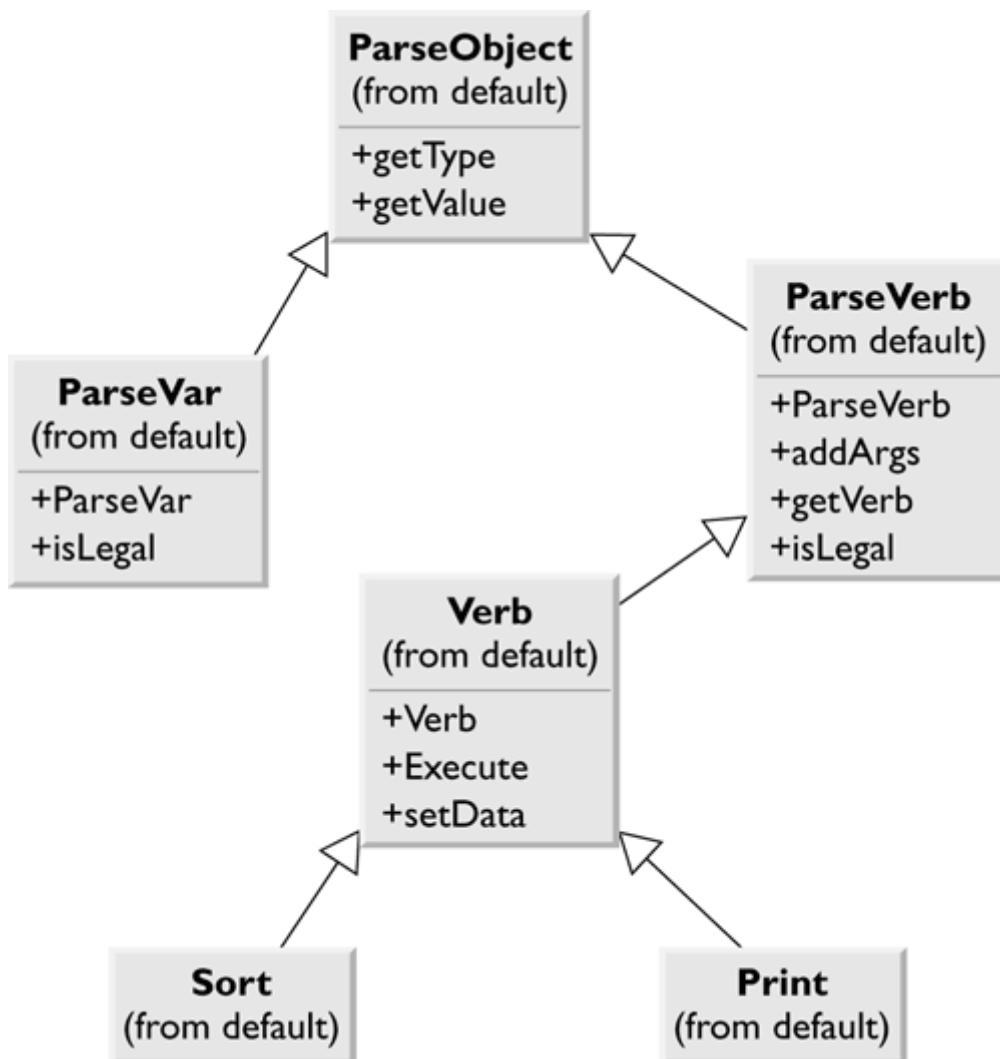 ParseObject
(from default)
+getType
+getValue
ParseVerb
(from default)
+ParseVerb
+addArgs
+getVerb
+isLegal
ParseVar
(from default)
+ParseVar
+isLegal
Verb
(from default)
+Verb
+Execute
+setData
Sort
(from default)
Print
(from default)